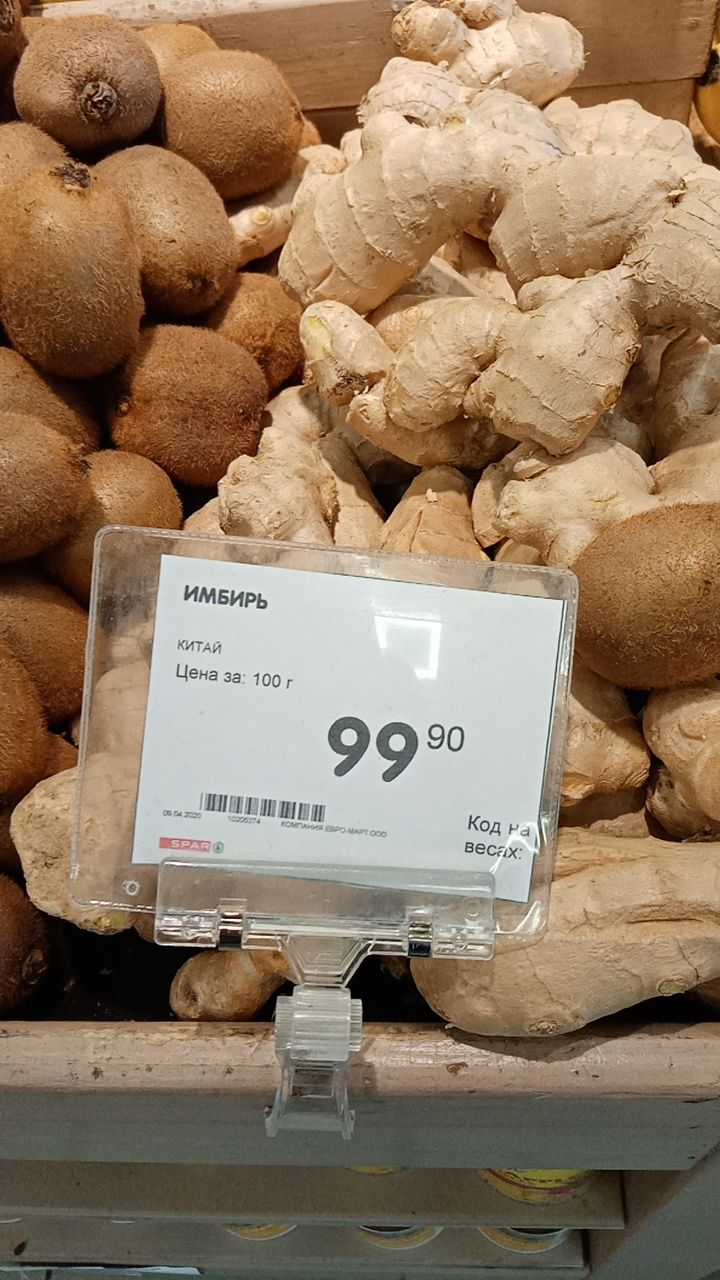 ИМБИРЬ
КИТАЙ
Цена за: 100 г
99 90
09.04.2020 10205374 КОМПАНИЯ ЕВРО-МАРТ ООО
Код на
весах:
SPAR